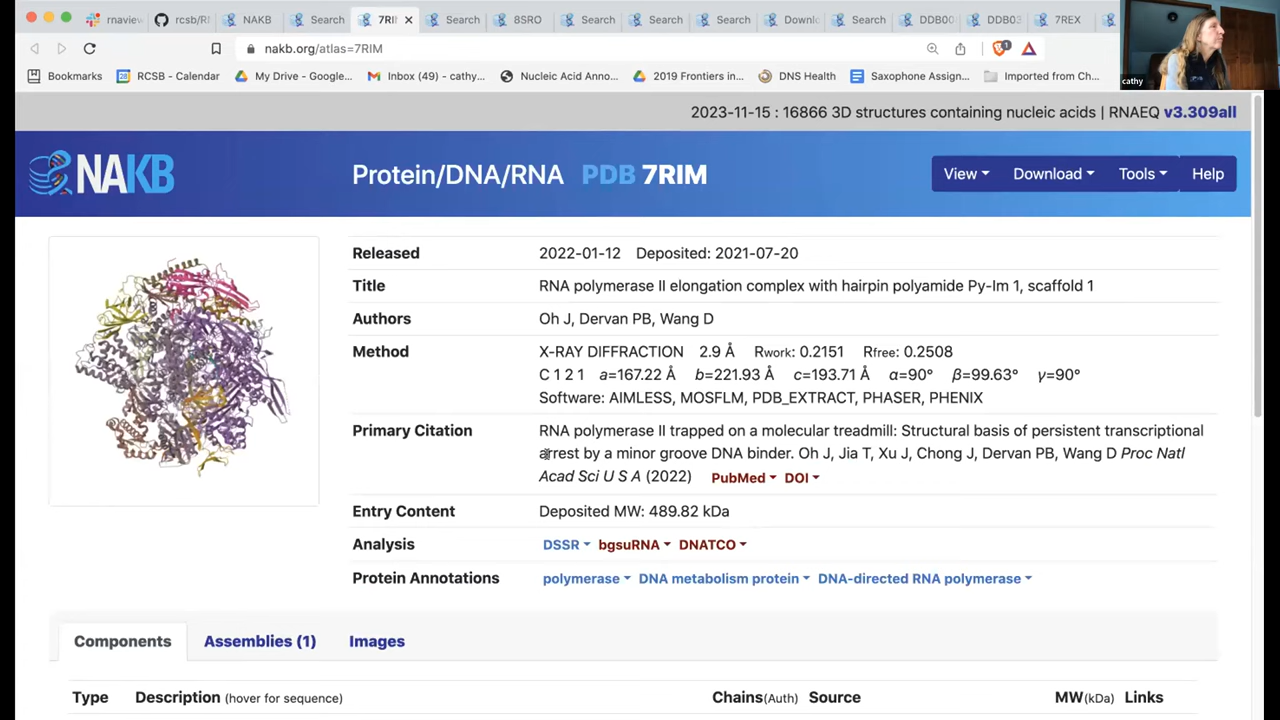 rnaview
rcsb/RI
NAKB
Search
7RI
Search
8SRO
Search
Search
Search
Downlo
Search
DDB00
DDB03
7REX
nakb.org/atlas=7RIM
1
Bookmarks
RCSB - Calendar
My Drive - Google...
Inbox (49) - cathy...
Nucleic Acid Anno...
2019 Frontiers in...
DNS Health
Saxophone Assign...
Imported from Ch...
cathy
2023-11-15 : 16866 3D structures containing nucleic acids | RNAEQ v3.309all
NAKB
Protein/DNA/RNA PDB 7RIM
View Download Tools Help
Released 2022-01-12 Deposited: 2021-07-20
Title RNA polymerase II elongation complex with hairpin polyamide Py-Im 1, scaffold 1
Authors Oh J, Dervan PB, Wang D
Method X-RAY DIFFRACTION 2.9 Å Rwork: 0.2151 Rfree: 0.2508
C 1 2 1 a=167.22 Å b=221.93 Å c=193.71 Å α=90° β=99.63° γ=90°
Software: AIMLESS, MOSFLM, PDB_EXTRACT, PHASER, PHENIX
Primary Citation RNA polymerase II trapped on a molecular treadmill: Structural basis of persistent transcriptional
arrest by a minor groove DNA binder. Oh J, Jia T, Xu J, Chong J, Dervan PB, Wang D Proc Natl
Acad Sci U S A (2022) PubMed DOI
Entry Content Deposited MW: 489.82 kDa
Analysis DSSR bgsuRNA DNATCO
Protein Annotations polymerase DNA metabolism protein DNA-directed RNA polymerase
Components Assemblies (1) Images
Type Description (hover for sequence) Chains(Auth) Source MW(kDa) Links